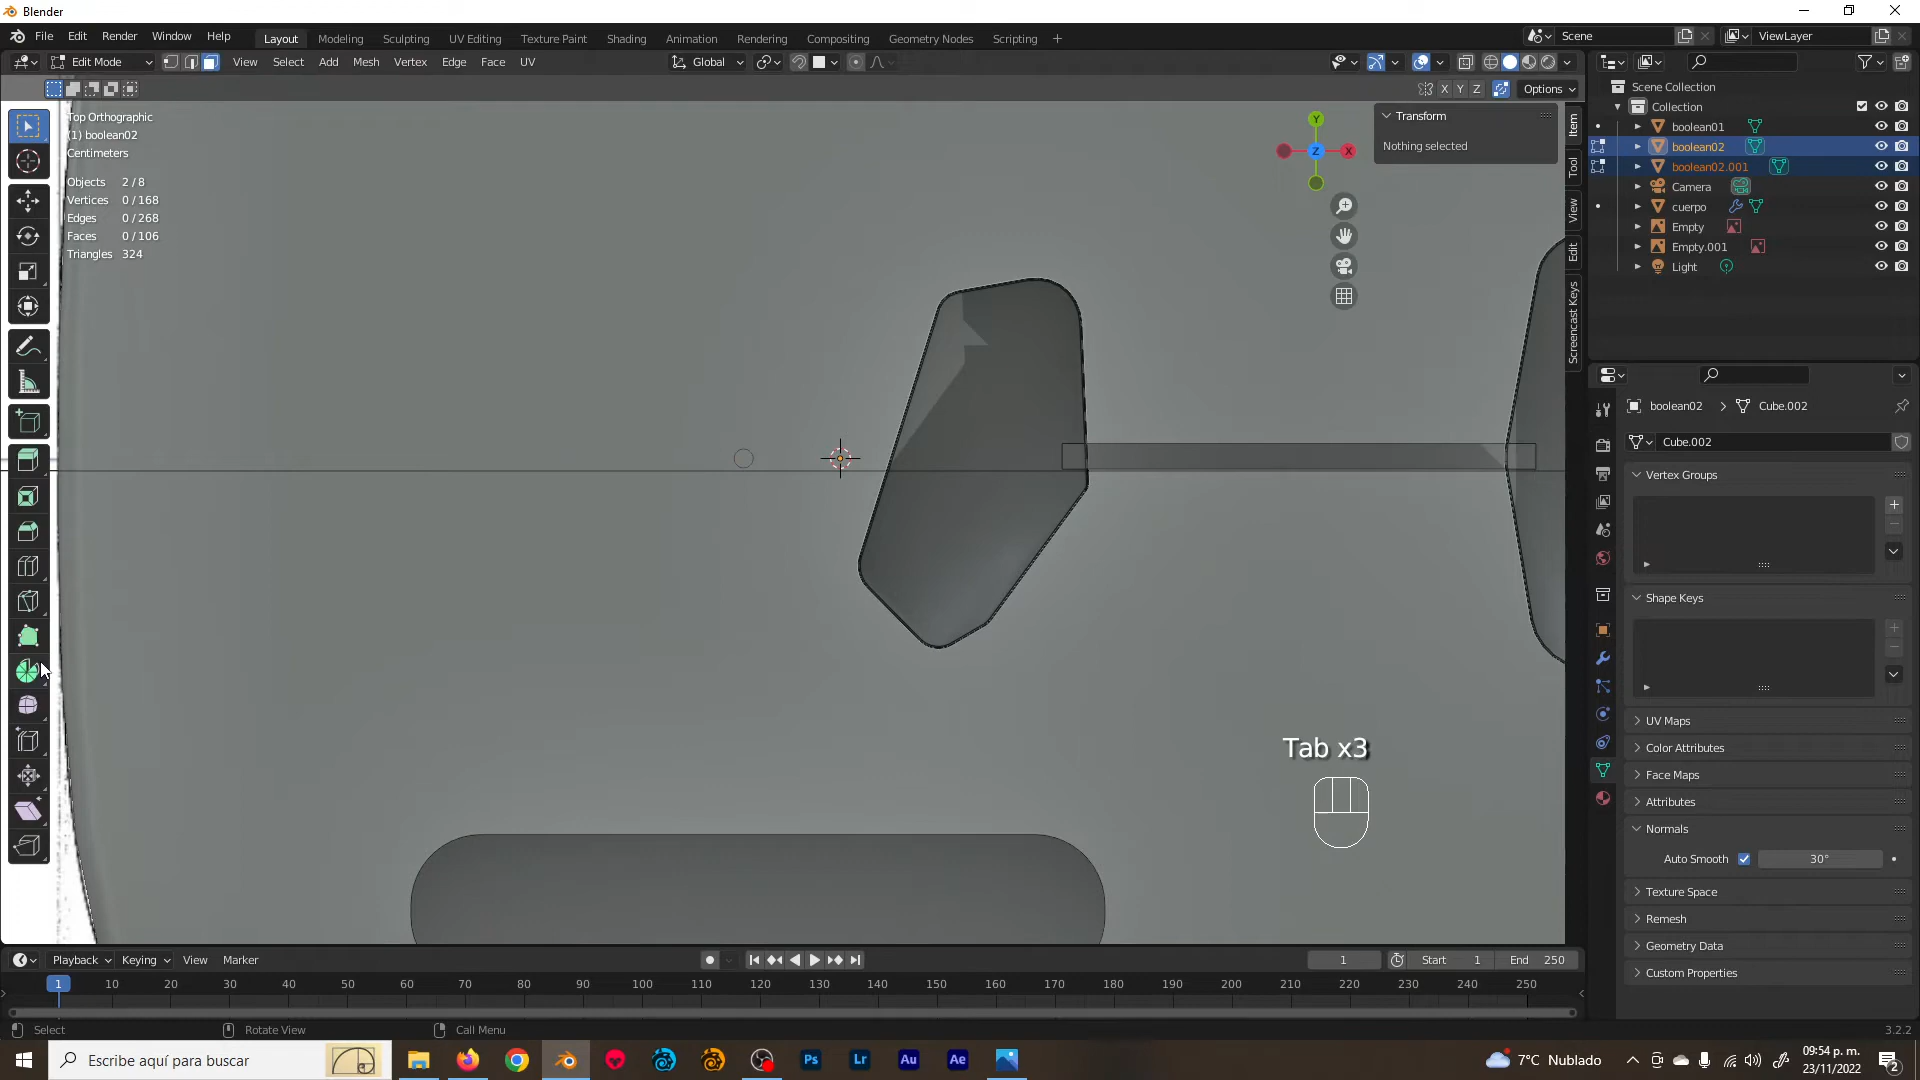 Blender
File Edit Render Window Help
Layout Modeling Sculpting UV Editing Texture Paint Shading Animation Rendering Compositing Geometry Nodes Scripting +
Scene ViewLayer
Edit Mode View Select Add Mesh Vertex Edge Face UV Global
X Y Z Options
Top Orthographic
(1) boolean02
Centimeters
Objects 2/8
Vertices 0/168
Edges 0/268
Faces 0/106
Triangles 324
Y
Z
X
Transform
Nothing selected
Item
Tool
View
Edit
Screencast Keys
Tab x3
Scene Collection
Collection
boolean01
boolean02
boolean02.001
Camera
cuerpo
Empty
Empty.001
Light
boolean02 Cube.002
Cube.002
Vertex Groups
Shape Keys
UV Maps
Color Attributes
Face Maps
Attributes
Normals
Auto Smooth 30°
Texture Space
Remesh
Geometry Data
Custom Properties
Playback Keying View Marker
1 Start 1 End 250
1 10 20 30 40 50 60 70 80 90 100 110 120 130 140 150 160 170 180 190 200 210 220 230 240 250
Select Rotate View Call Menu
3.2.2
Escribe aquí para buscar
Ps Lr Au Ae
7°C Nublado
09:54 p. m.
23/11/2022
2